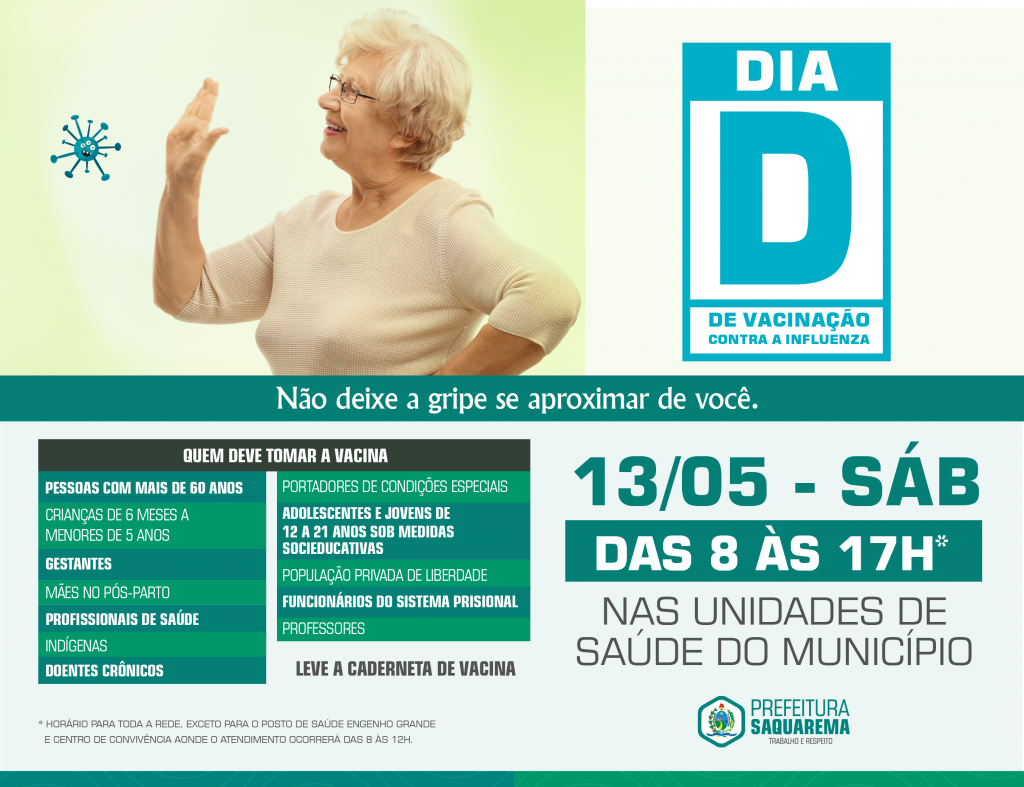 DIA
D
DE VACINAÇÃO
CONTRA A INFLUENZA
Não deixe a gripe se aproximar de você.
QUEM DEVE TOMAR A VACINA
PESSOAS COM MAIS DE 60 ANOS
CRIANÇAS DE 6 MESES A
MENORES DE 5 ANOS
GESTANTES
MÃES NO PÓS-PARTO
PROFISSIONAIS DE SAÚDE
INDÍGENAS
DOENTES CRÔNICOS
PORTADORES DE CONDIÇÕES ESPECIAIS
ADOLESCENTES E JOVENS DE
12 A 21 ANOS SOB MEDIDAS
SOCIEDUCATIVAS
POPULAÇÃO PRIVADA DE LIBERDADE
FUNCIONÁRIOS DO SISTEMA PRISIONAL
PROFESSORES
LEVE A CADERNETA DE VACINA
* HORÁRIO PARA TODA A REDE, EXCETO PARA O POSTO DE SAÚDE ENGENHO GRANDE
E CENTRO DE CONVIVÊNCIA AONDE O ATENDIMENTO OCORRERÁ DAS 8 ÀS 12H.
13/05 - SÁB
DAS 8 ÀS 17H*
NAS UNIDADES DE
SAÚDE DO MUNICÍPIO
PREFEITURA
SAQUAREMA
TRABALHO E RESPEITO